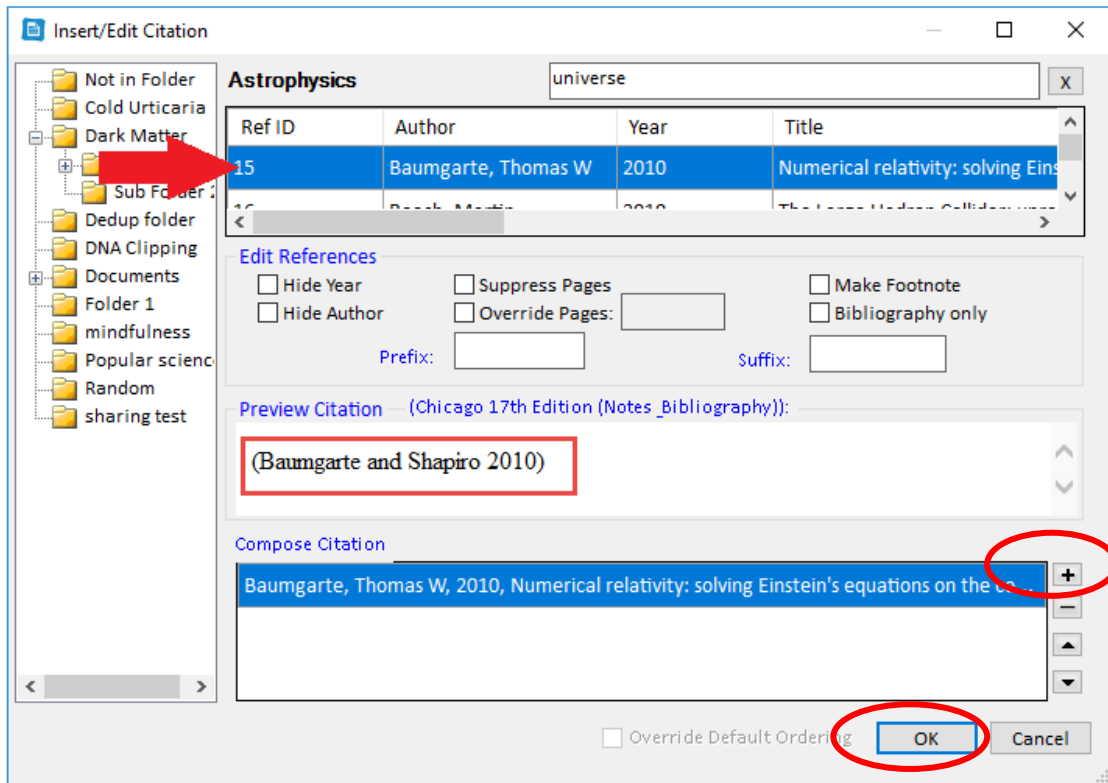 Insert/Edit Citation
Not in Folder
Cold Urticaria
Dark Matter
Sub Folder 2
Dedup folder
DNA Clipping
Documents
Folder 1
mindfulness
Popular scienc
Random
sharing test
Astrophysics universe X
Ref ID Author Year Title
15 Baumgarte, Thomas W 2010 Numerical relativity: solving Eins
Edit References
Hide Year Suppress Pages Make Footnote
Hide Author Override Pages: Bibliography only
Prefix: Suffix:
Preview Citation (Chicago 17th Edition (Notes_Bibliography)):
(Baumgarte and Shapiro 2010)
Compose Citation
Baumgarte, Thomas W, 2010, Numerical relativity: solving Einstein's equations on the co...
+
−
Override Default Ordering OK Cancel